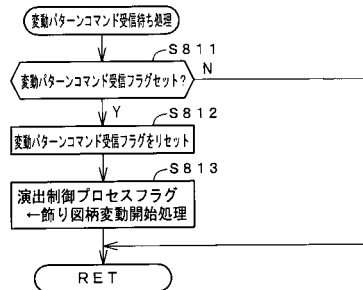 変動パターンコマンド受信待ち処理
S811
変動パターンコマンド受信フラグセット?
N
Y
S812
変動パターンコマンド受信フラグをリセット
S813
演出制御プロセスフラグ
←飾り図柄変動開始処理
RET